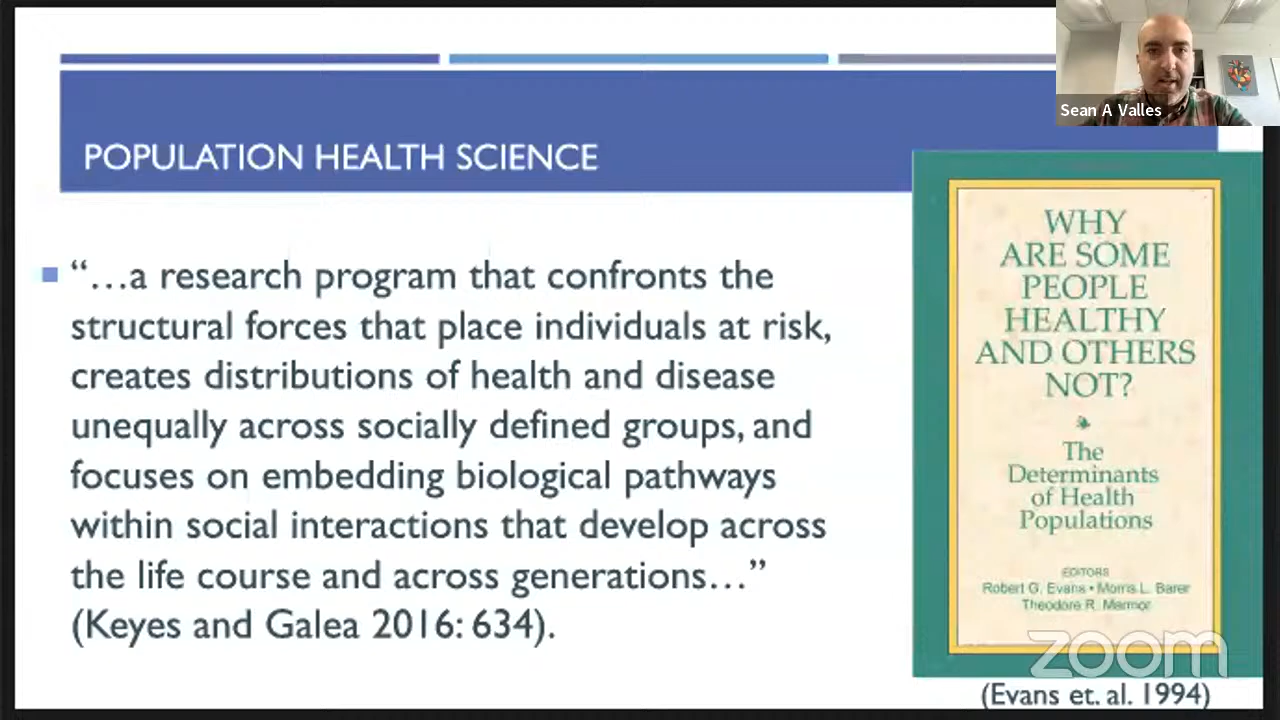 Sean A Valles
POPULATION HEALTH SCIENCE
“…a research program that confronts the
structural forces that place individuals at risk,
creates distributions of health and disease
unequally across socially defined groups, and
focuses on embedding biological pathways
within social interactions that develop across
the life course and across generations…”
(Keyes and Galea 2016: 634).
WHY
ARE SOME
PEOPLE
HEALTHY
AND OTHERS
NOT?
The
Determinants
of Health
Populations
EDITORS
Robert G. Evans • Morris L. Barer
Theodore R. Marmor
zoom
(Evans et. al. 1994)